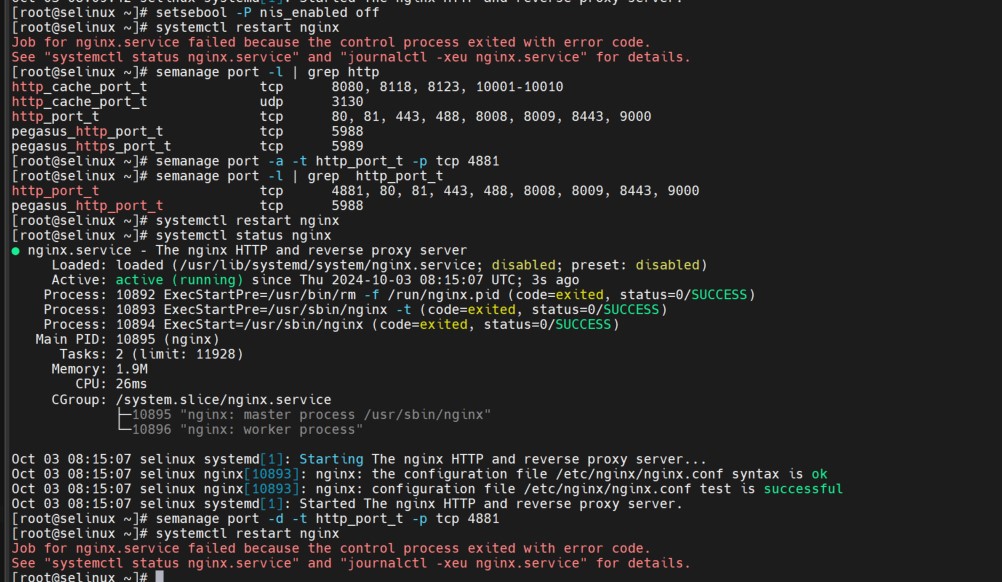 [root@selinux ~]# setsebool -P nis_enabled off
[root@selinux ~]# systemctl restart nginx
Job for nginx.service failed because the control process exited with error code.
See "systemctl status nginx.service" and "journalctl -xeu nginx.service" for details.
[root@selinux ~]# semanage port -l | grep http
http_cache_port_t              tcp      8080, 8118, 8123, 10001-10010
http_cache_port_t              udp      3130
http_port_t                    tcp      80, 81, 443, 488, 8008, 8009, 8443, 9000
pegasus_http_port_t            tcp      5988
pegasus_https_port_t           tcp      5989
[root@selinux ~]# semanage port -a -t http_port_t -p tcp 4881
[root@selinux ~]# semanage port -l | grep  http_port_t
http_port_t                    tcp      4881, 80, 81, 443, 488, 8008, 8009, 8443, 9000
pegasus_http_port_t            tcp      5988
[root@selinux ~]# systemctl restart nginx
[root@selinux ~]# systemctl status nginx
● nginx.service - The nginx HTTP and reverse proxy server
     Loaded: loaded (/usr/lib/systemd/system/nginx.service; disabled; preset: disabled)
     Active: active (running) since Thu 2024-10-03 08:15:07 UTC; 3s ago
    Process: 10892 ExecStartPre=/usr/bin/rm -f /run/nginx.pid (code=exited, status=0/SUCCESS)
    Process: 10893 ExecStartPre=/usr/sbin/nginx -t (code=exited, status=0/SUCCESS)
    Process: 10894 ExecStart=/usr/sbin/nginx (code=exited, status=0/SUCCESS)
   Main PID: 10895 (nginx)
      Tasks: 2 (limit: 11928)
     Memory: 1.9M
        CPU: 26ms
     CGroup: /system.slice/nginx.service
             ├─10895 "nginx: master process /usr/sbin/nginx"
             └─10896 "nginx: worker process"
Oct 03 08:15:07 selinux systemd[1]: Starting The nginx HTTP and reverse proxy server...
Oct 03 08:15:07 selinux nginx[10893]: nginx: the configuration file /etc/nginx/nginx.conf syntax is ok
Oct 03 08:15:07 selinux nginx[10893]: nginx: configuration file /etc/nginx/nginx.conf test is successful
Oct 03 08:15:07 selinux systemd[1]: Started The nginx HTTP and reverse proxy server.
[root@selinux ~]# semanage port -d -t http_port_t -p tcp 4881
[root@selinux ~]# systemctl restart nginx
Job for nginx.service failed because the control process exited with error code.
See "systemctl status nginx.service" and "journalctl -xeu nginx.service" for details.
[root@selinux ~]#